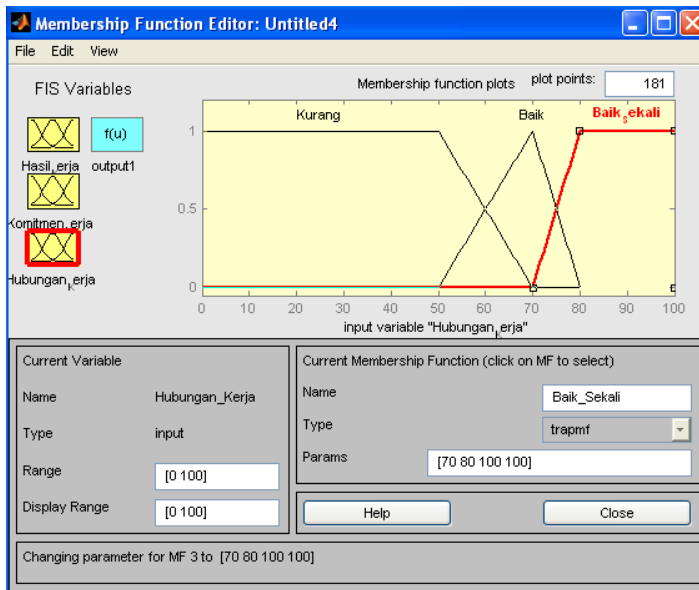 Membership Function Editor: Untitled4
File Edit View
FIS Variables
Membership function plots plot points: 181
f(u)
Hasil_Kerja output1
Komitmen_Kerja
Hubungan_Kerja
Kurang Baik Baik_Sekali
1
0.5
0
0 10 20 30 40 50 60 70 80 90 100
input variable "Hubungan_Kerja"
Current Variable
Name Hubungan_Kerja
Type input
Range [0 100]
Display Range [0 100]
Current Membership Function (click on MF to select)
Name Baik_Sekali
Type trapmf
Params [70 80 100 100]
Help Close
Changing parameter for MF 3 to [70 80 100 100]